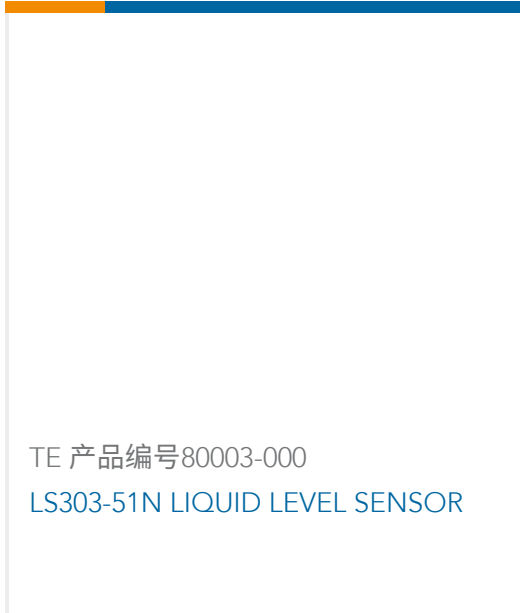 TE 产品编号80003-000
LS303-51N LIQUID LEVEL SENSOR